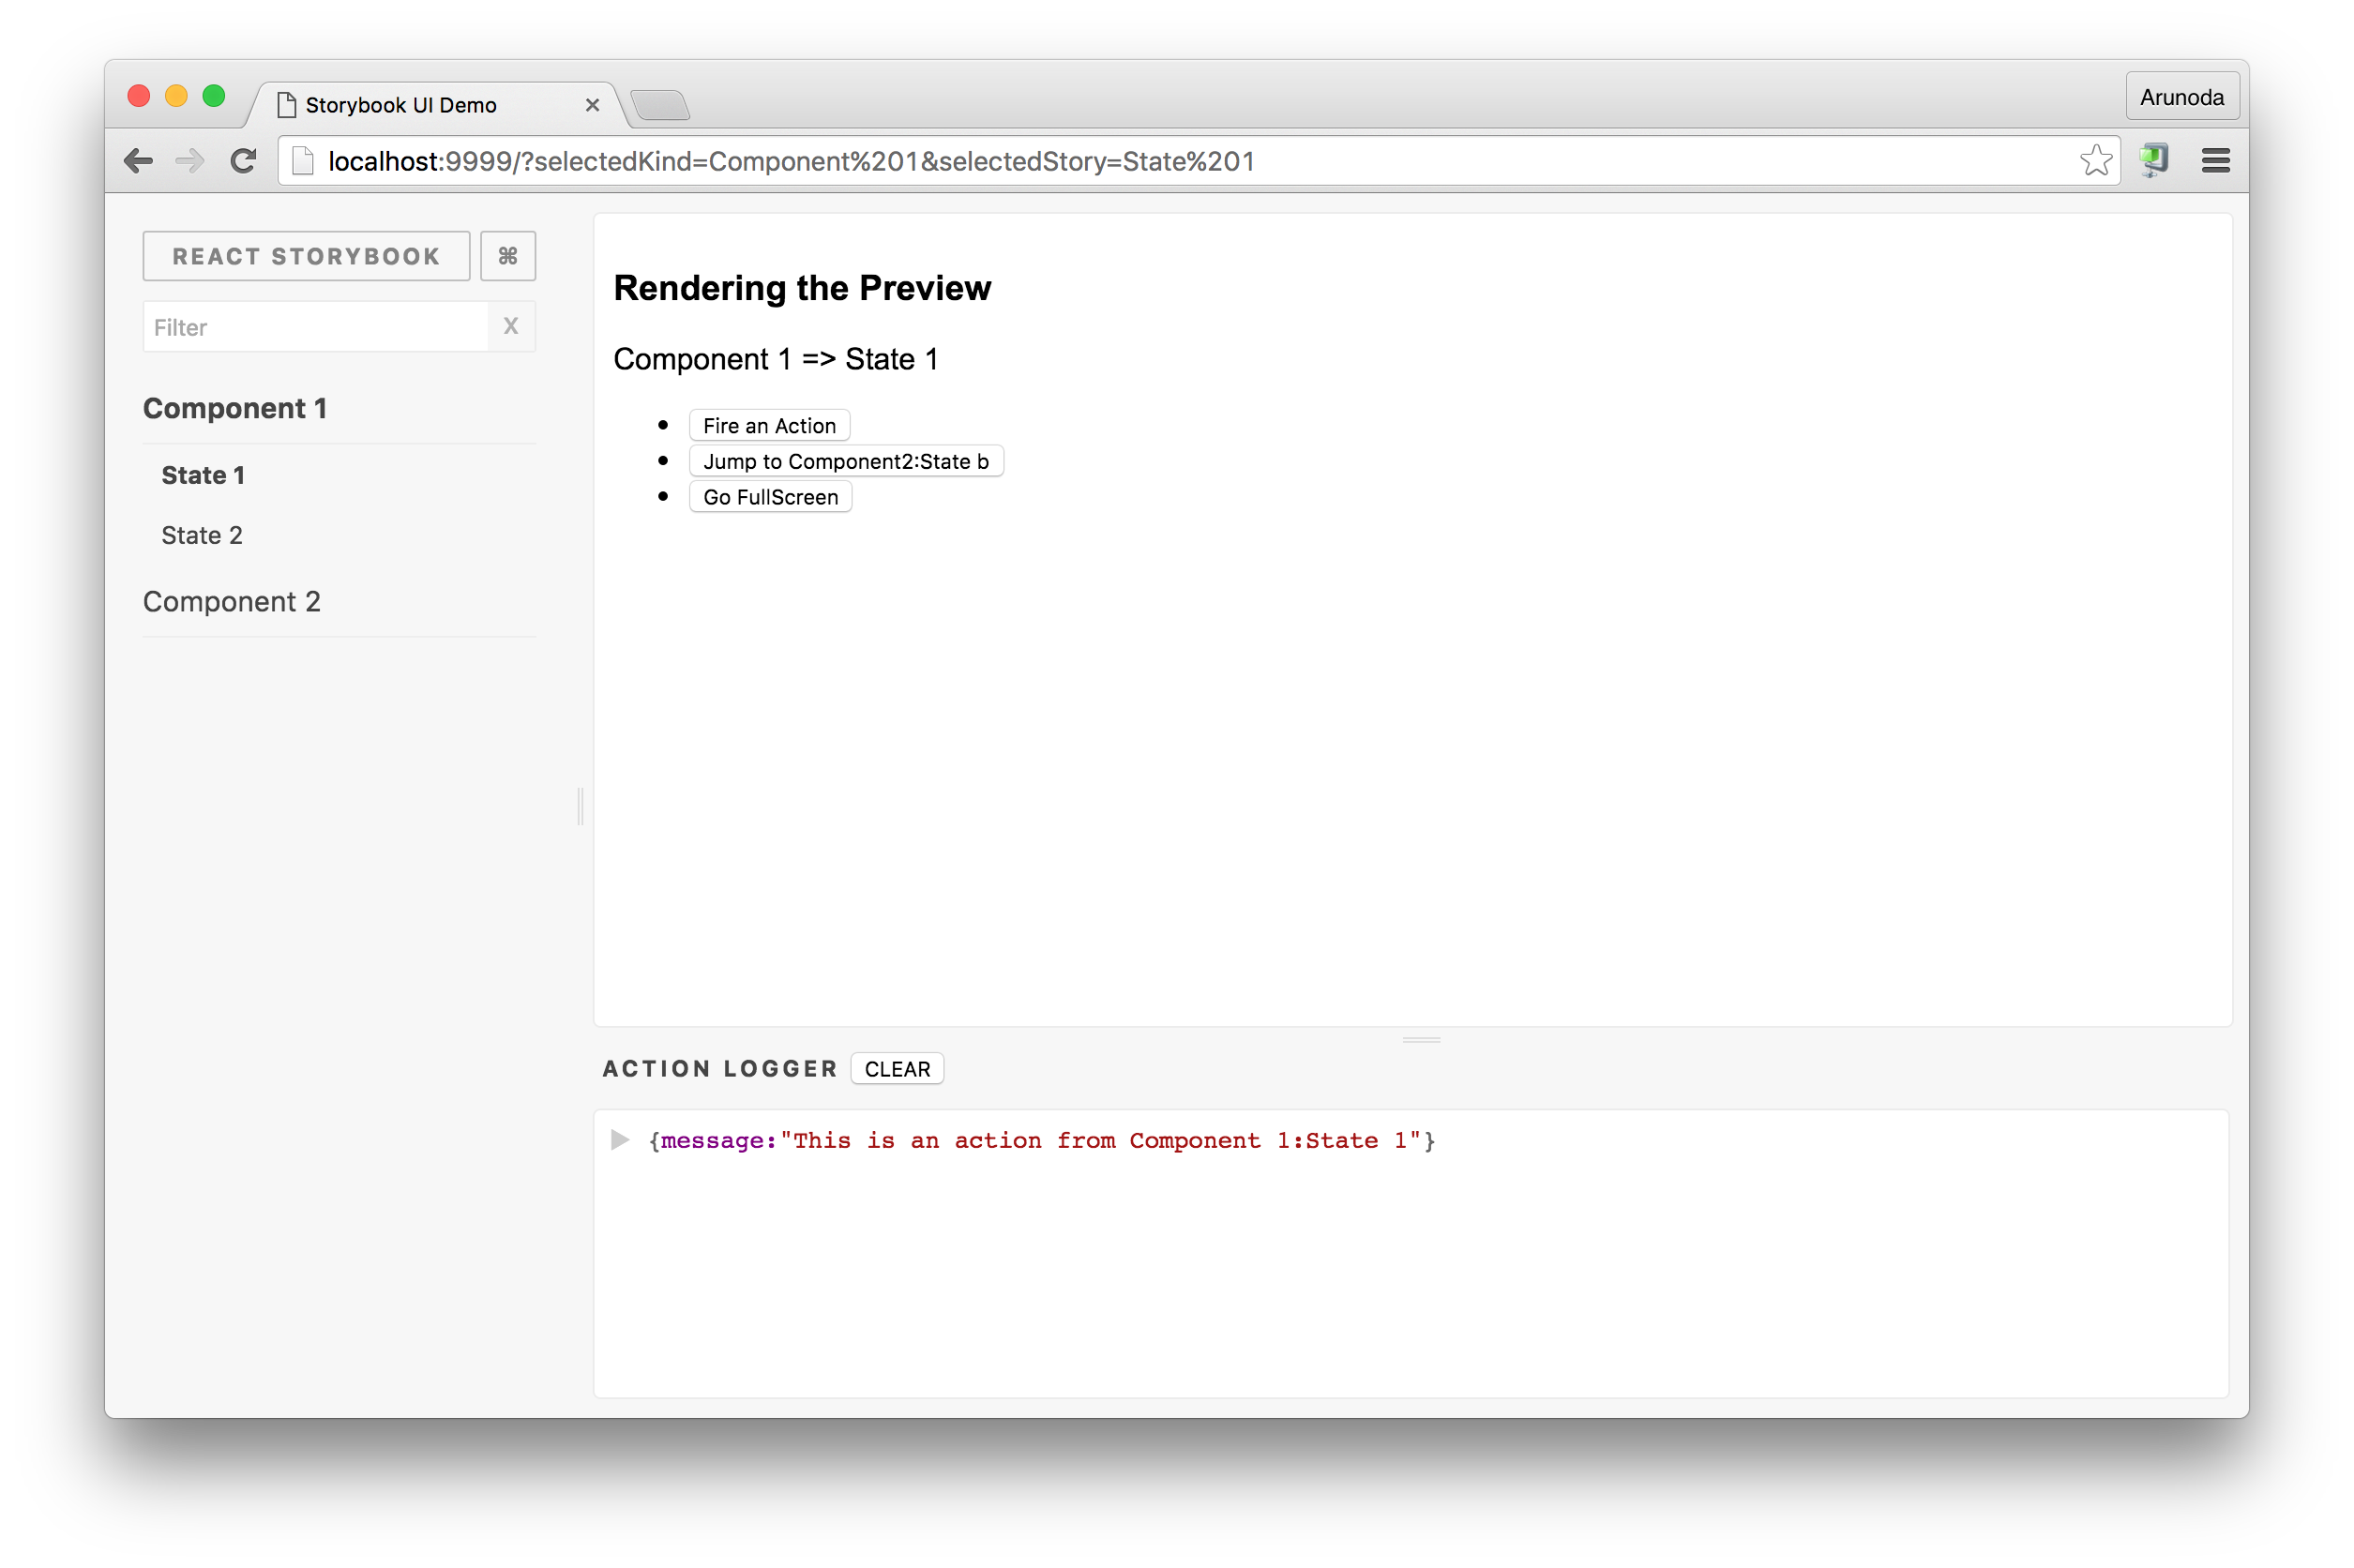 Storybook UI Demo
Arunoda
localhost:9999/?selectedKind=Component%201&selectedStory=State%201
REACT STORYBOOK ⌘
Filter X
Component 1
State 1
State 2
Component 2
Rendering the Preview
Component 1 => State 1
Fire an Action
Jump to Component2:State b
Go FullScreen
ACTION LOGGER CLEAR
{message:"This is an action from Component 1:State 1"}